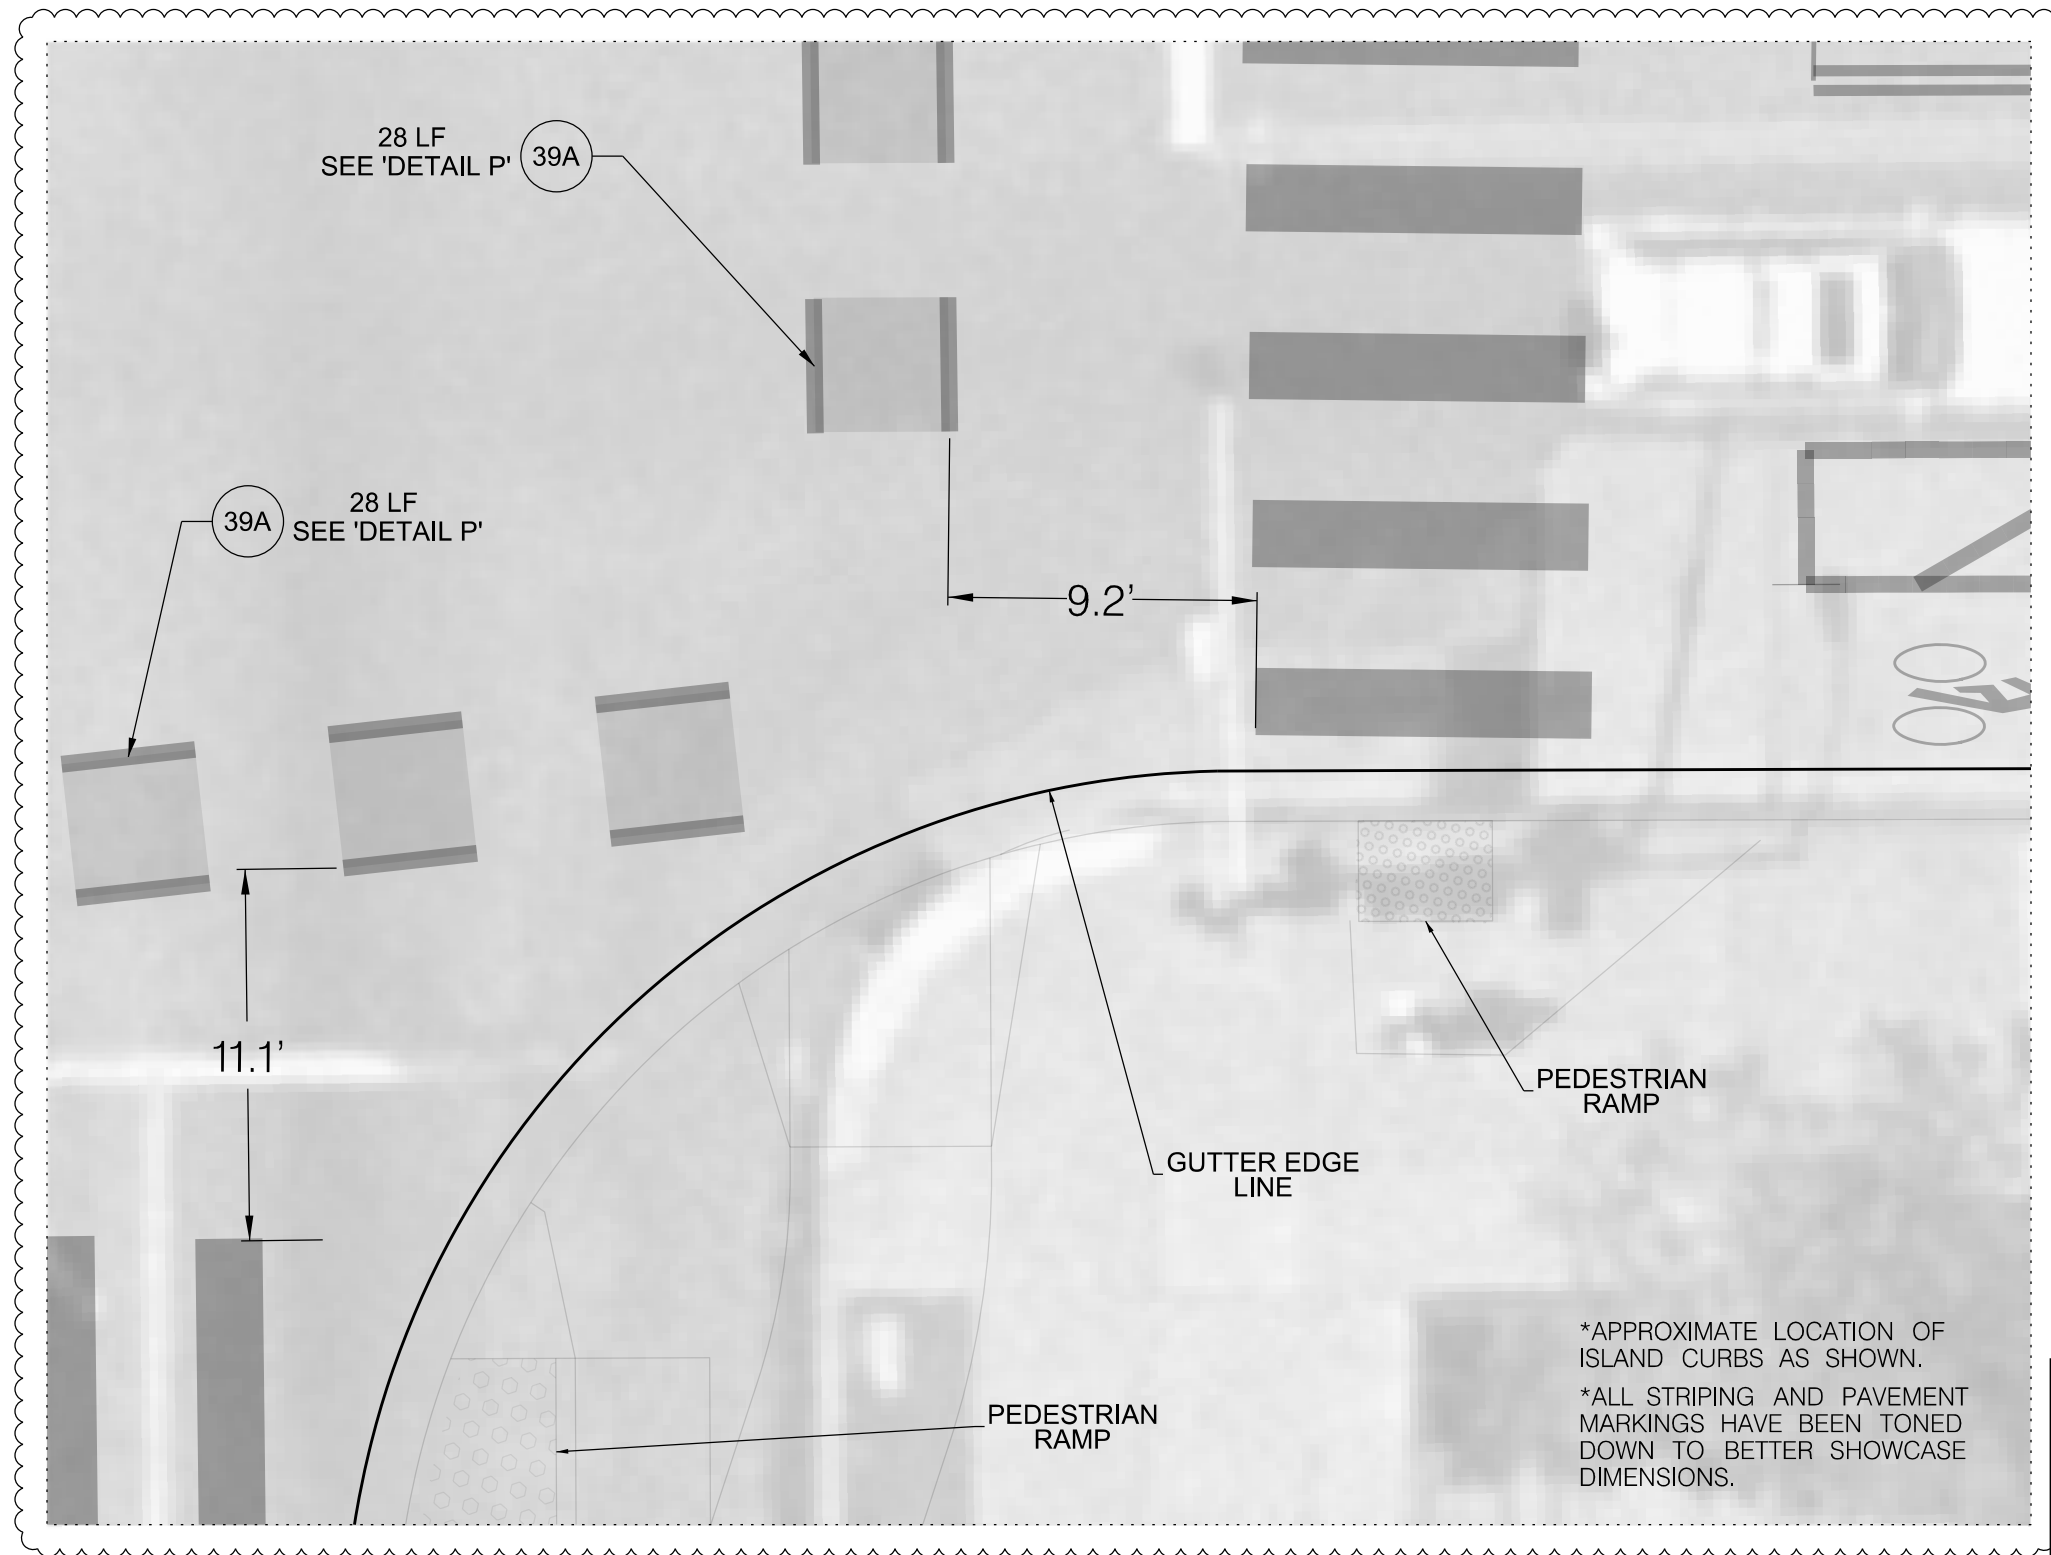 28 LF
SEE 'DETAIL P'
39A
39A
28 LF
SEE 'DETAIL P'
9.2'
11.1'
PEDESTRIAN
RAMP
GUTTER EDGE
LINE
PEDESTRIAN
RAMP
*APPROXIMATE LOCATION OF
ISLAND CURBS AS SHOWN.
*ALL STRIPING AND PAVEMENT
MARKINGS HAVE BEEN TONED
DOWN TO BETTER SHOWCASE
DIMENSIONS.